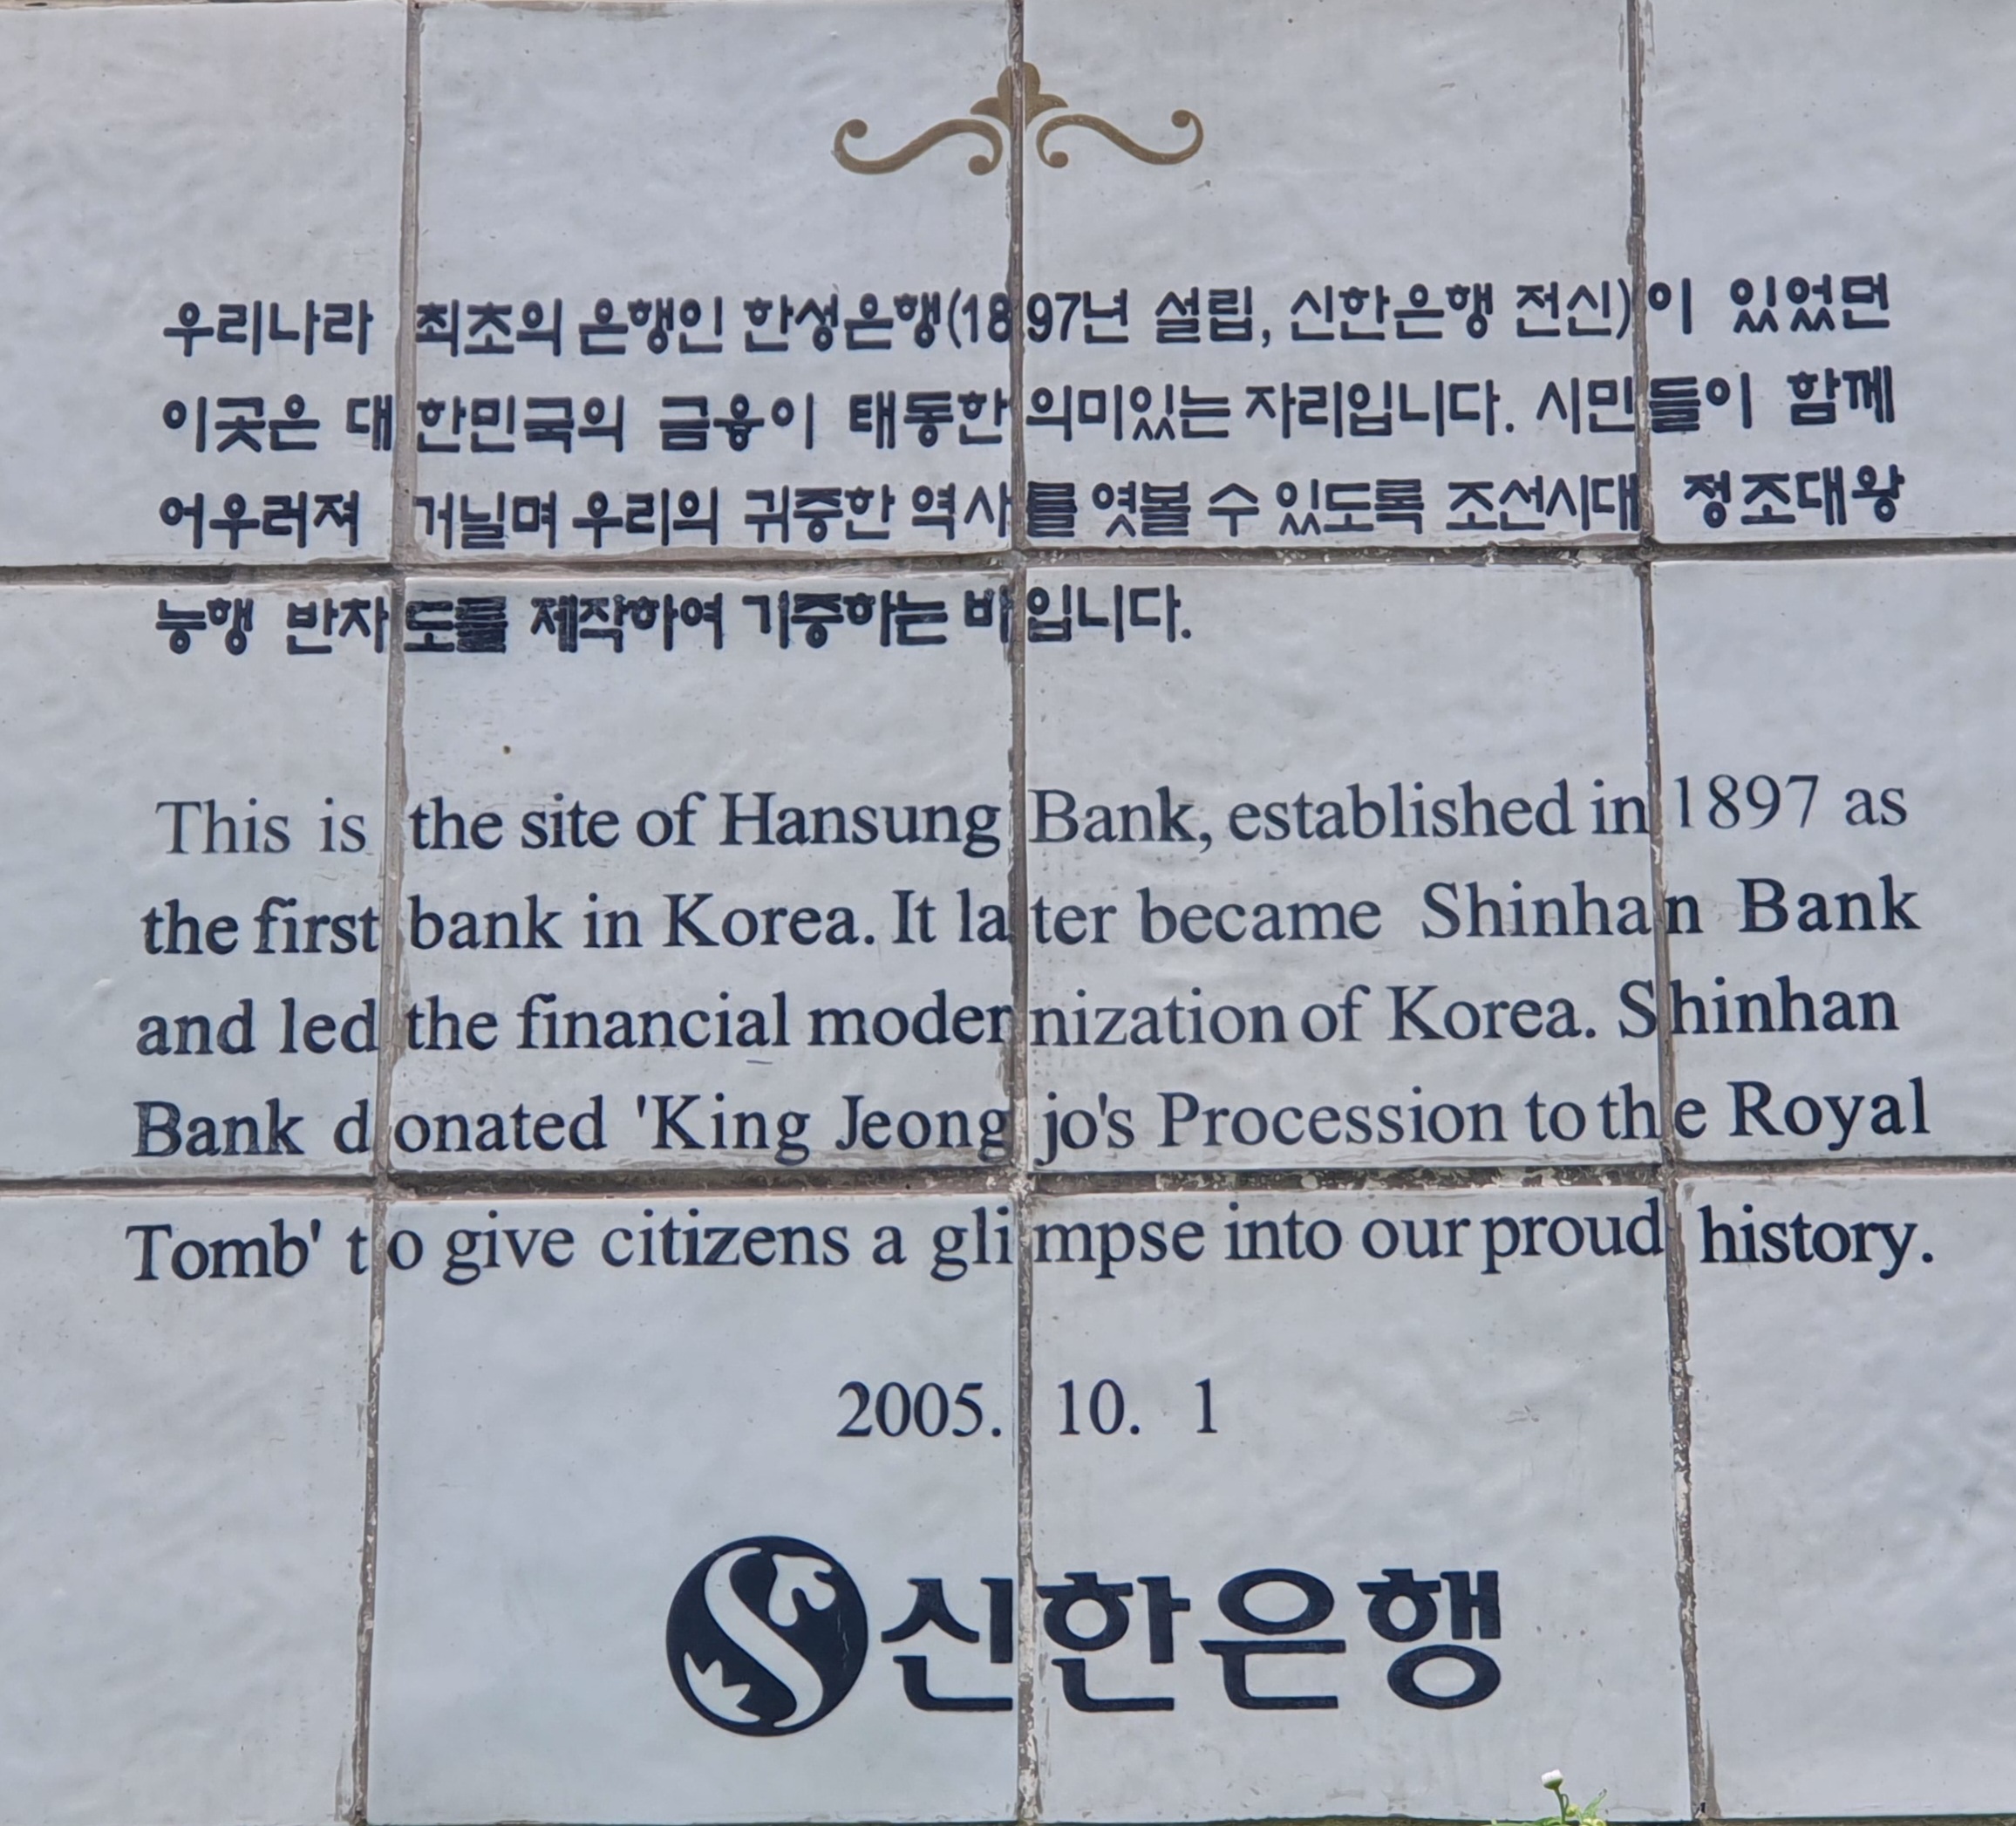 우리나라 최초의 은행인 한성은행(1897년 설립, 신한은행 전신)이 있었던
이곳은 대한민국의 금융이 태동한 의미있는 자리입니다. 시민들이 함께
어우러져 거닐며 우리의 귀중한 역사를 엿볼 수 있도록 조선시대 정조대왕
능행 반차도를 제작하여 기증하는 바입니다.
This is the site of Hansung Bank, established in 1897 as
the first bank in Korea. It later became Shinhan Bank
and led the financial modernization of Korea. Shinhan
Bank donated 'King Jeongjo's Procession to the Royal
Tomb' to give citizens a glimpse into our proud history.
2005. 10. 1
신한은행